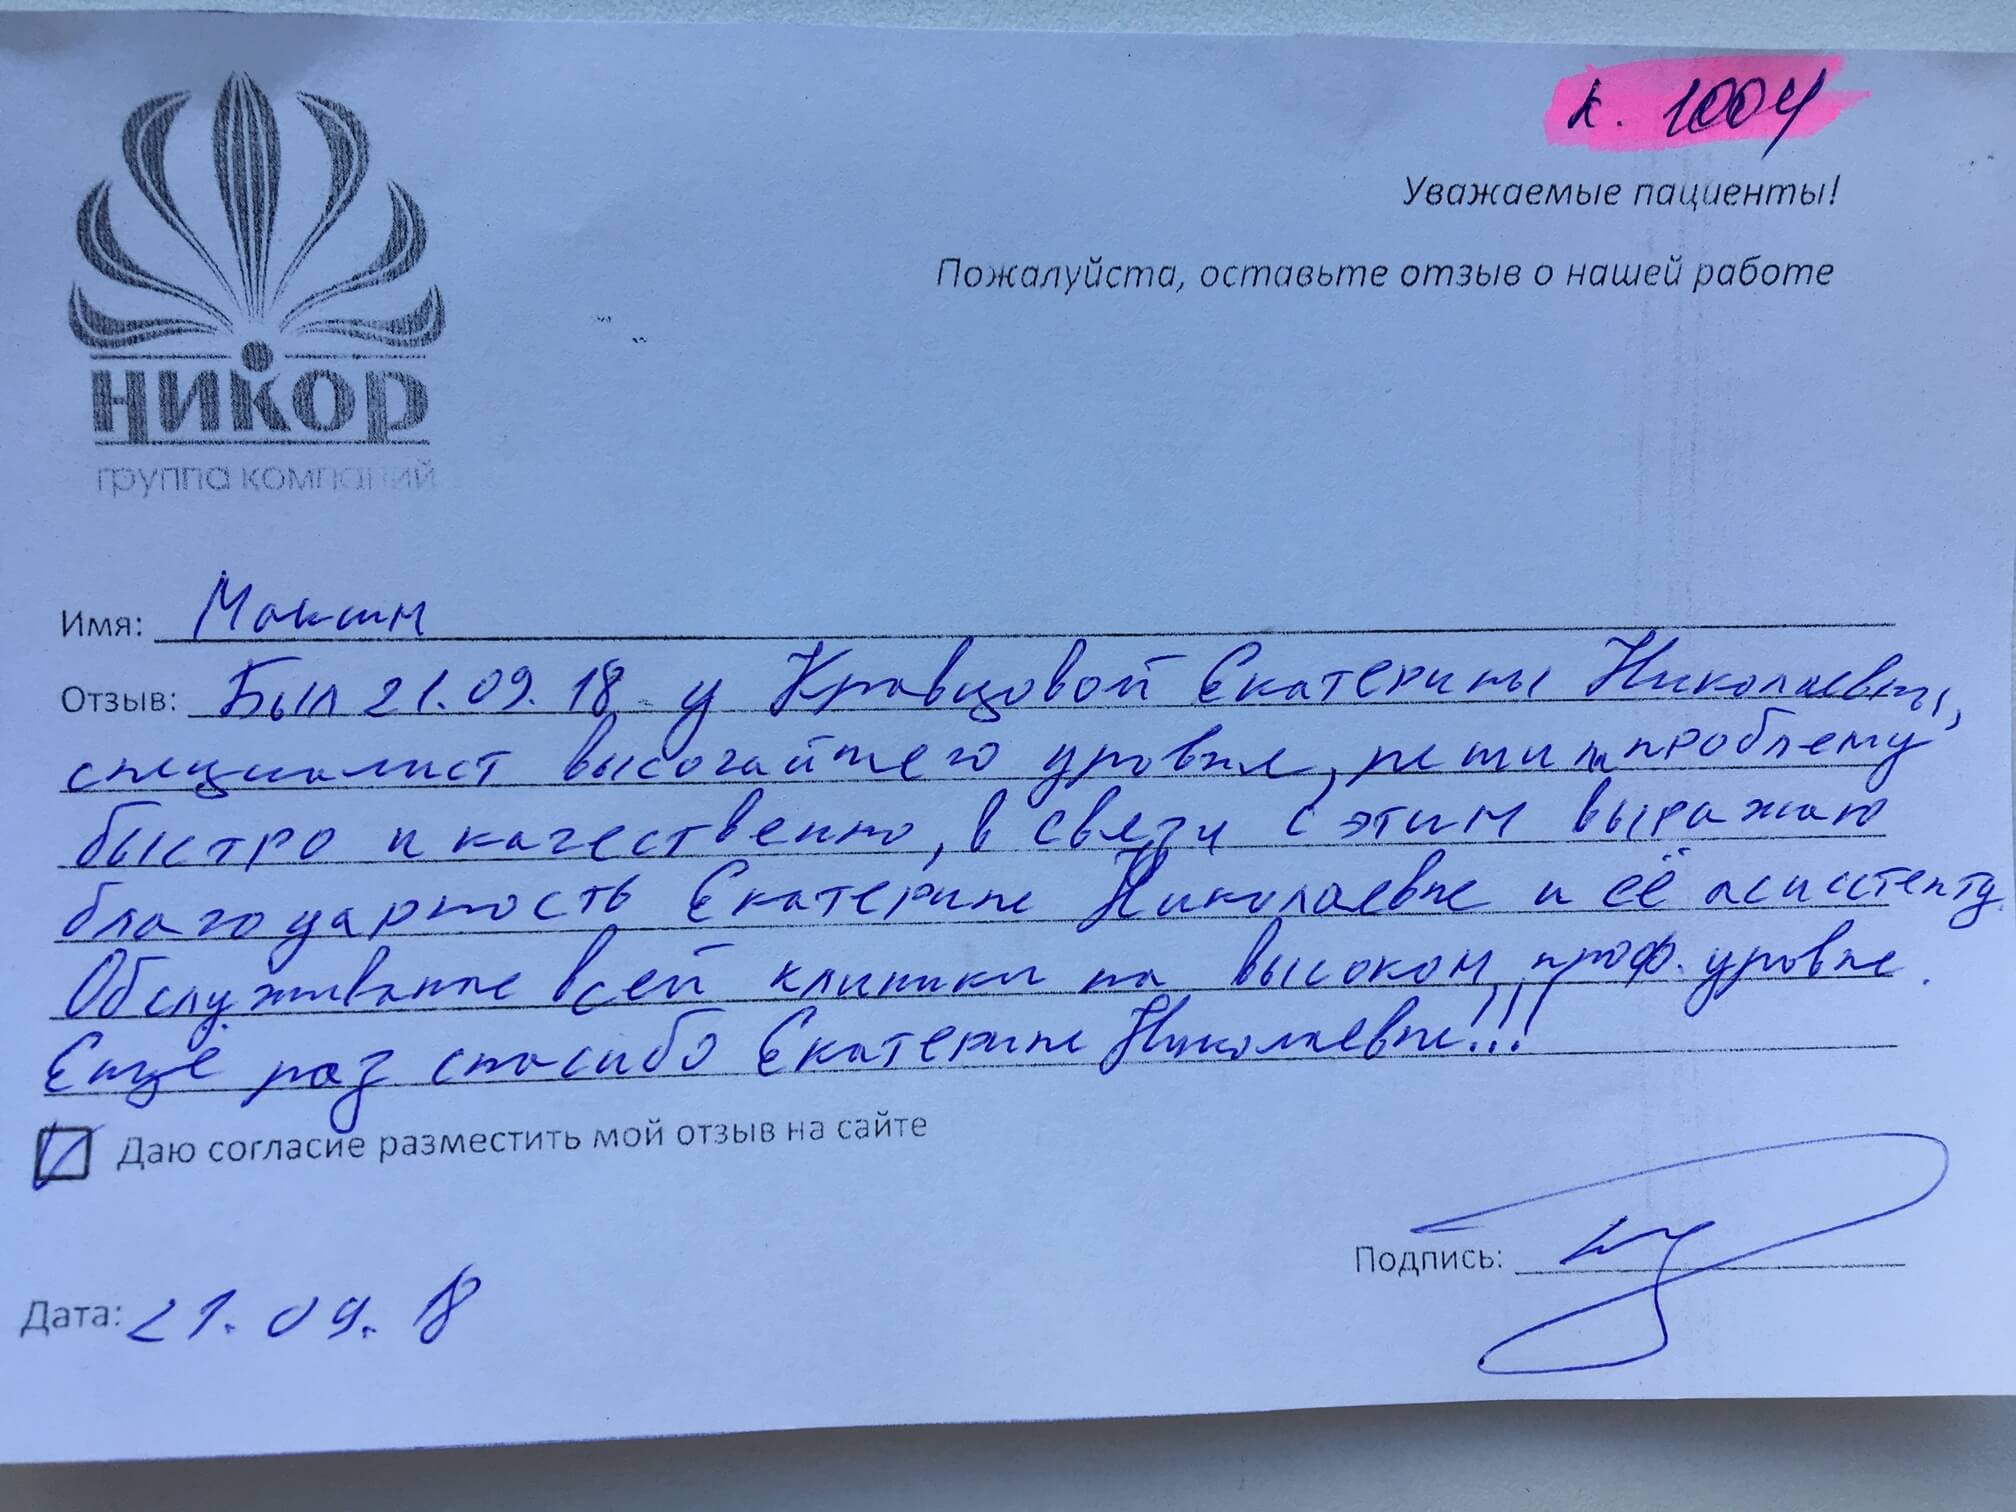 к. 1004
Уважаемые пациенты!
Пожалуйста, оставьте отзыв о нашей работе
никор
группа компаний
Имя: Максим
Отзыв: Был 21.09.18 у Кравцовой Екатерины Николаевны,
специалист высочайшего уровня, решили проблему
быстро и качественно, в связи с этим выражаю
благодарность Екатерине Николаевне и её асисстенту.
Обслуживание всей клиники на высоком проф. уровне.
Ещё раз спасибо Екатерине Николаевне!!!
Даю согласие разместить мой отзыв на сайте
Подпись:
Дата: 21.09.18